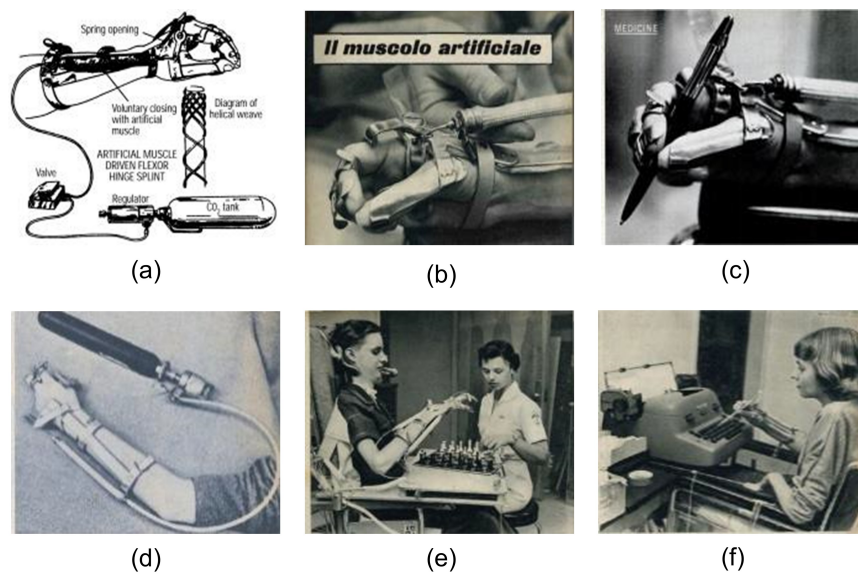 Spring opening
Voluntary closing
with artificial
muscle
Diagram of
helical weave
ARTIFICIAL MUSCLE
DRIVEN FLEXOR
HINGE SPLINT
Valve
Regulator
CO₂ tank
(a)
Il muscolo artificiale
(b)
MEDICINE
(c)
(d)
(e)
(f)